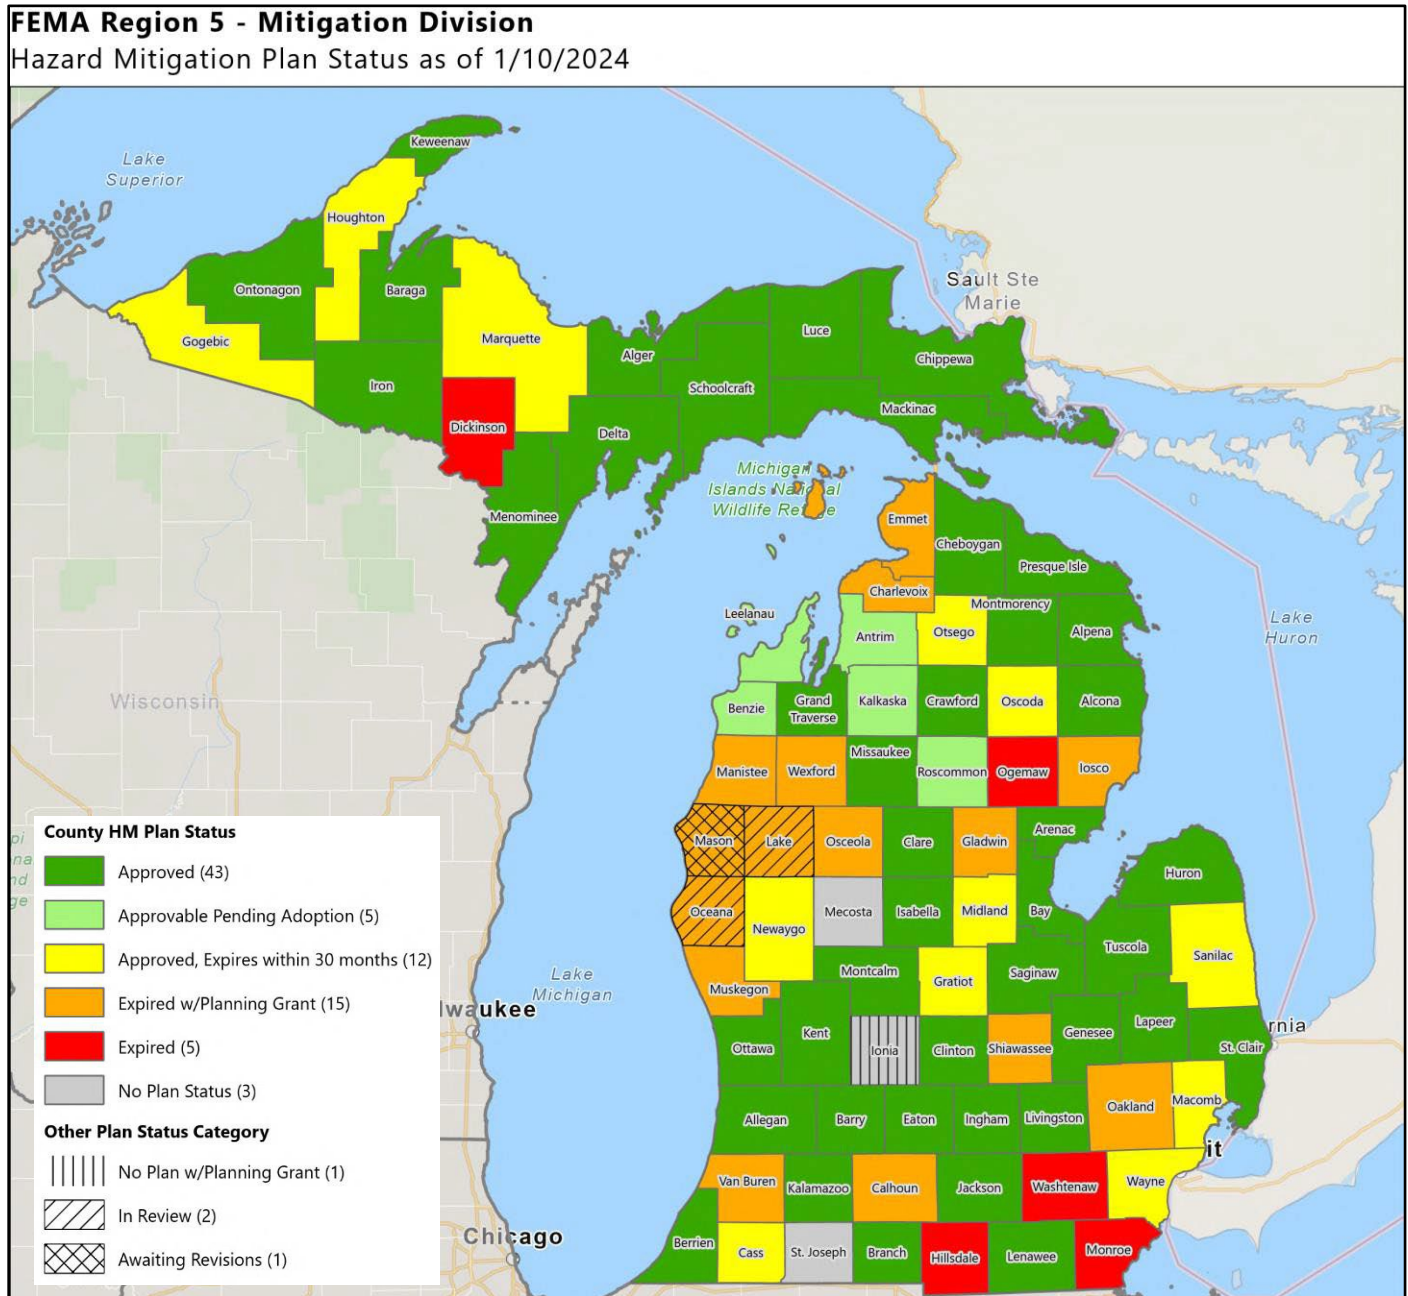 FEMA Region 5 - Mitigation Division
Hazard Mitigation Plan Status as of 1/10/2024
Keweenaw
Lake
Superior
Houghton
Ontonagon
Baraga
Gogebic
Marquette
Iron
Dickinson
Alger
Luce
Sault Ste
Marie
Chippewa
Schoolcraft
Mackinac
Delta
Menominee
Michigan
Islands National
Wildlife Refuge
Emmet
Cheboygan
Presque Isle
Charlevoix
Montmorency
Leelanau
Antrim
Otsego
Alpena
Lake
Huron
Wisconsin
Benzie
Grand
Traverse
Kalkaska
Crawford
Oscoda
Alcona
Manistee
Wexford
Missaukee
Roscommon
Ogemaw
Iosco
Mason
Lake
Osceola
Clare
Gladwin
Arenac
Huron
Oceana
Newaygo
Mecosta
Isabella
Midland
Bay
Tuscola
Sanilac
Lake
Michigan
Muskegon
Montcalm
Gratiot
Saginaw
lwaukee
Ottawa
Kent
Ionia
Clinton
Shiawassee
Genesee
Lapeer
St. Clair
rnia
Allegan
Barry
Eaton
Ingham
Livingston
Oakland
Macomb
it
Van Buren
Kalamazoo
Calhoun
Jackson
Washtenaw
Wayne
Chicago
Berrien
Cass
St. Joseph
Branch
Hillsdale
Lenawee
Monroe
County HM Plan Status
Approved (43)
Approvable Pending Adoption (5)
Approved, Expires within 30 months (12)
Expired w/Planning Grant (15)
Expired (5)
No Plan Status (3)
Other Plan Status Category
No Plan w/Planning Grant (1)
In Review (2)
Awaiting Revisions (1)